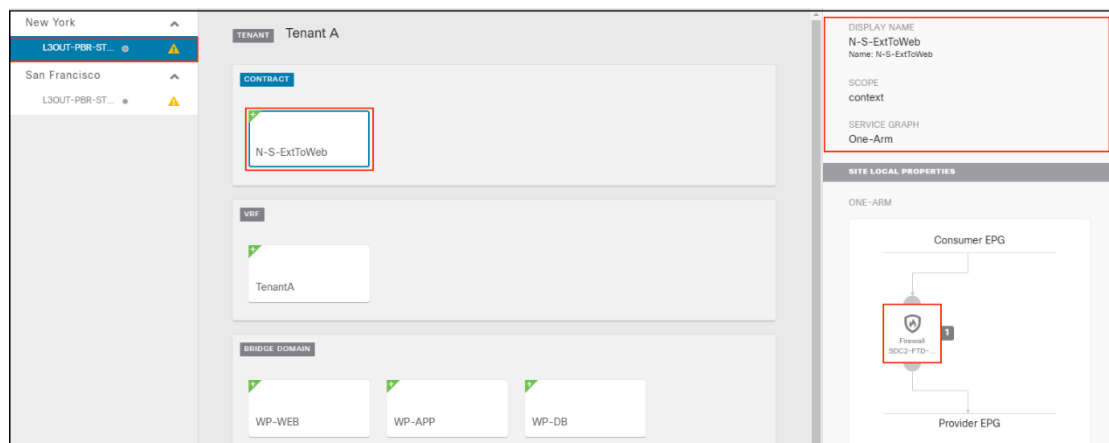 New York
L3OUT-PBR-ST...
San Francisco
L3OUT-PBR-ST...
TENANT Tenant A
CONTRACT
N-S-ExtToWeb
VRF
TenantA
BRIDGE DOMAIN
WP-WEB
WP-APP
WP-DB
DISPLAY NAME
N-S-ExtToWeb
Name: N-S-ExtToWeb
SCOPE
context
SERVICE GRAPH
One-Arm
SITE LOCAL PROPERTIES
ONE-ARM
Consumer EPG
Firewall
SDC2-FTD-...
1
Provider EPG